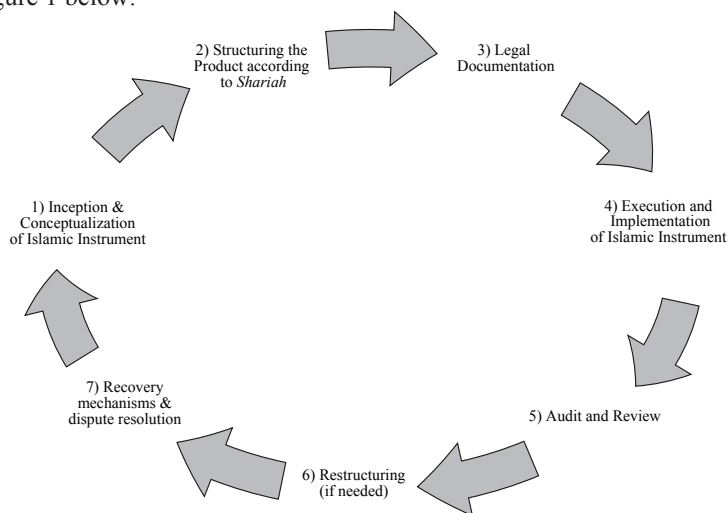 gure 1 below:
2) Structuring the
Product according
to Shariah
3) Legal
Documentation
4) Execution and
Implementation
of Islamic Instrument
5) Audit and Review
6) Restructuring
(if needed)
7) Recovery
mechanisms &
dispute resolution
1) Inception &
Conceptualization
of Islamic Instrument